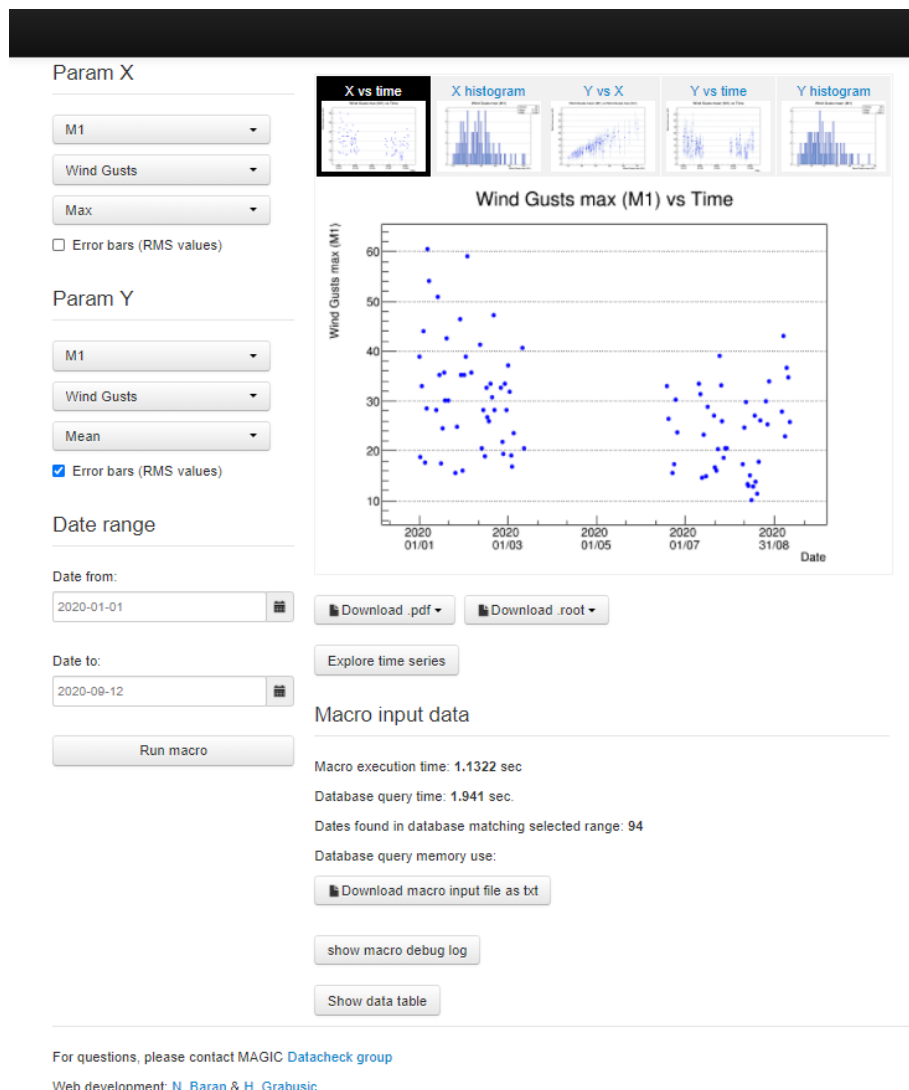 Param X
M1
Wind Gusts
Max
Error bars (RMS values)
Param Y
M1
Wind Gusts
Mean
Error bars (RMS values)
Date range
Date from:
2020-01-01
Date to:
2020-09-12
Run macro
X vs time
X histogram
Y vs X
Y vs time
Y histogram
Wind Gusts max (M1) vs Time
Wind Gusts max (M1)
60
50
40
30
20
10
2020 2020 2020 2020 2020
01/01 01/03 01/05 01/07 31/08
Date
Download .pdf
Download .root
Explore time series
Macro input data
Macro execution time: 1.1322 sec
Database query time: 1.941 sec.
Dates found in database matching selected range: 94
Database query memory use:
Download macro input file as txt
show macro debug log
Show data table
For questions, please contact MAGIC Datacheck group
Web development: N. Baran & H. Grabusic